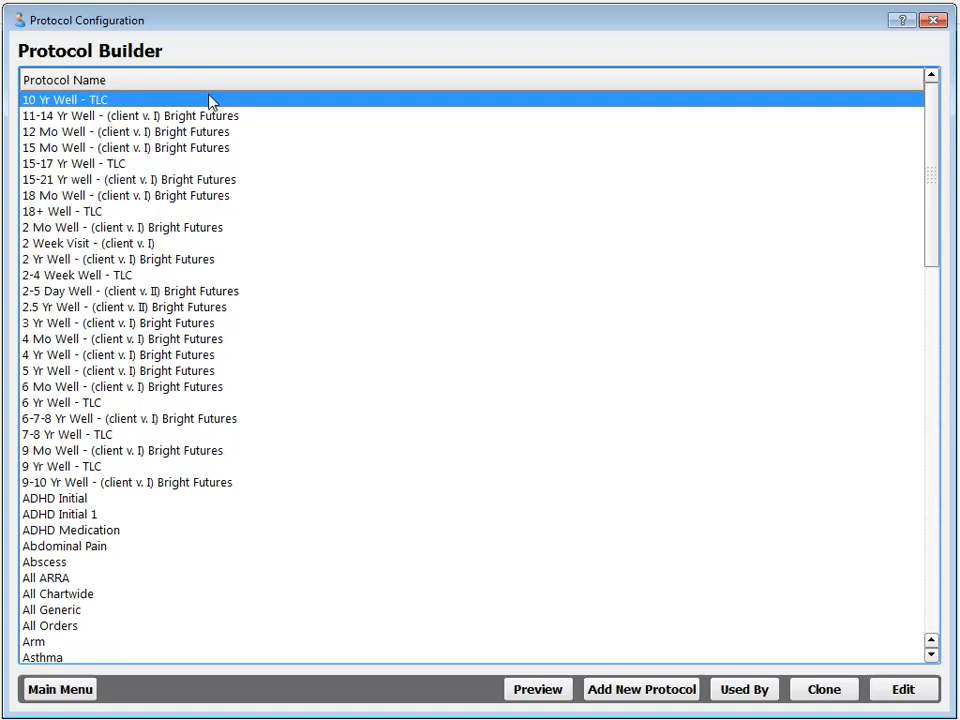 Protocol Configuration
?
Protocol Builder
Protocol Name
10 Yr Well - TLC
11-14 Yr Well - (client v. I) Bright Futures
12 Mo Well - (client v. I) Bright Futures
15 Mo Well - (client v. I) Bright Futures
15-17 Yr Well - TLC
15-21 Yr well - (client v. I) Bright Futures
18 Mo Well - (client v. I) Bright Futures
18+ Well - TLC
2 Mo Well - (client v. I) Bright Futures
2 Week Visit - (client v. I)
2 Yr Well - (client v. I) Bright Futures
2-4 Week Well - TLC
2-5 Day Well - (client v. II) Bright Futures
2.5 Yr Well - (client v. II) Bright Futures
3 Yr Well - (client v. I) Bright Futures
4 Mo Well - (client v. I) Bright Futures
4 Yr Well - (client v. I) Bright Futures
5 Yr Well - (client v. I) Bright Futures
6 Mo Well - (client v. I) Bright Futures
6 Yr Well - TLC
6-7-8 Yr Well - (client v. I) Bright Futures
7-8 Yr Well - TLC
9 Mo Well - (client v. I) Bright Futures
9 Yr Well - TLC
9-10 Yr Well - (client v. I) Bright Futures
ADHD Initial
ADHD Initial 1
ADHD Medication
Abdominal Pain
Abscess
All ARRA
All Chartwide
All Generic
All Orders
Arm
Asthma
Main Menu Preview Add New Protocol Used By Clone Edit